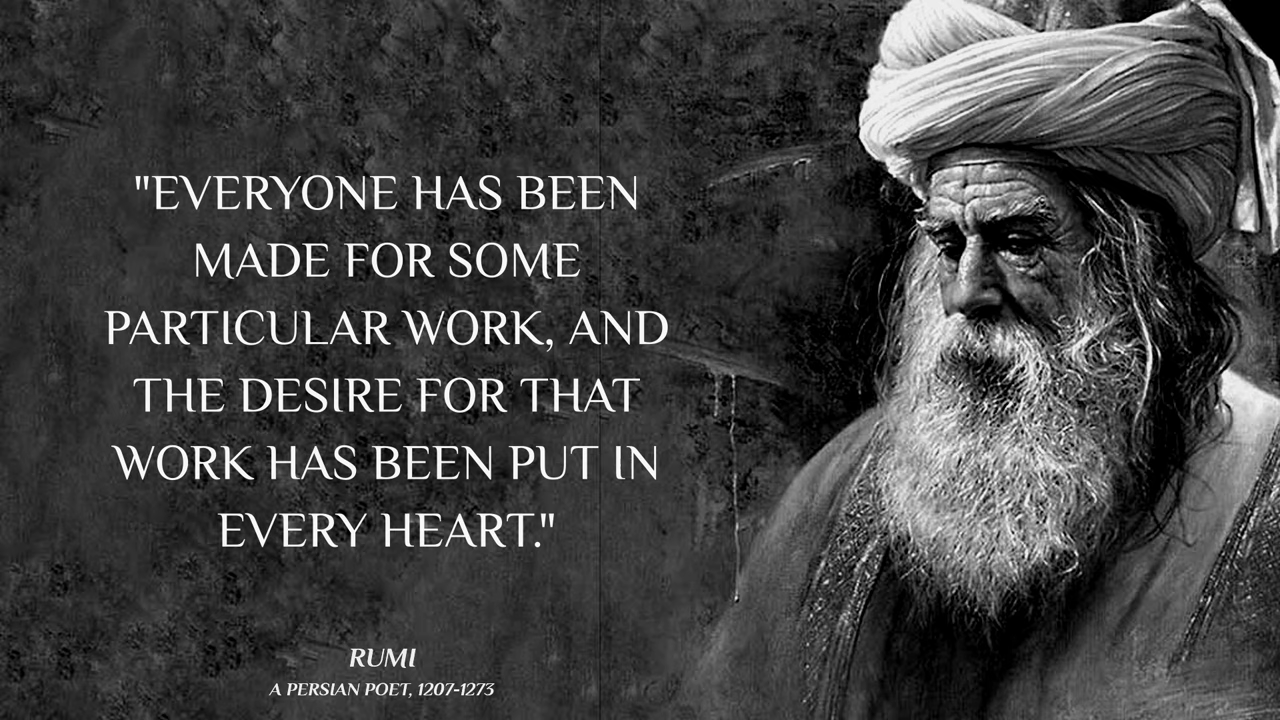 "EVERYONE HAS BEEN
MADE FOR SOME
PARTICULAR WORK, AND
THE DESIRE FOR THAT
WORK HAS BEEN PUT IN
EVERY HEART."
RUMI
A PERSIAN POET, 1207-1273